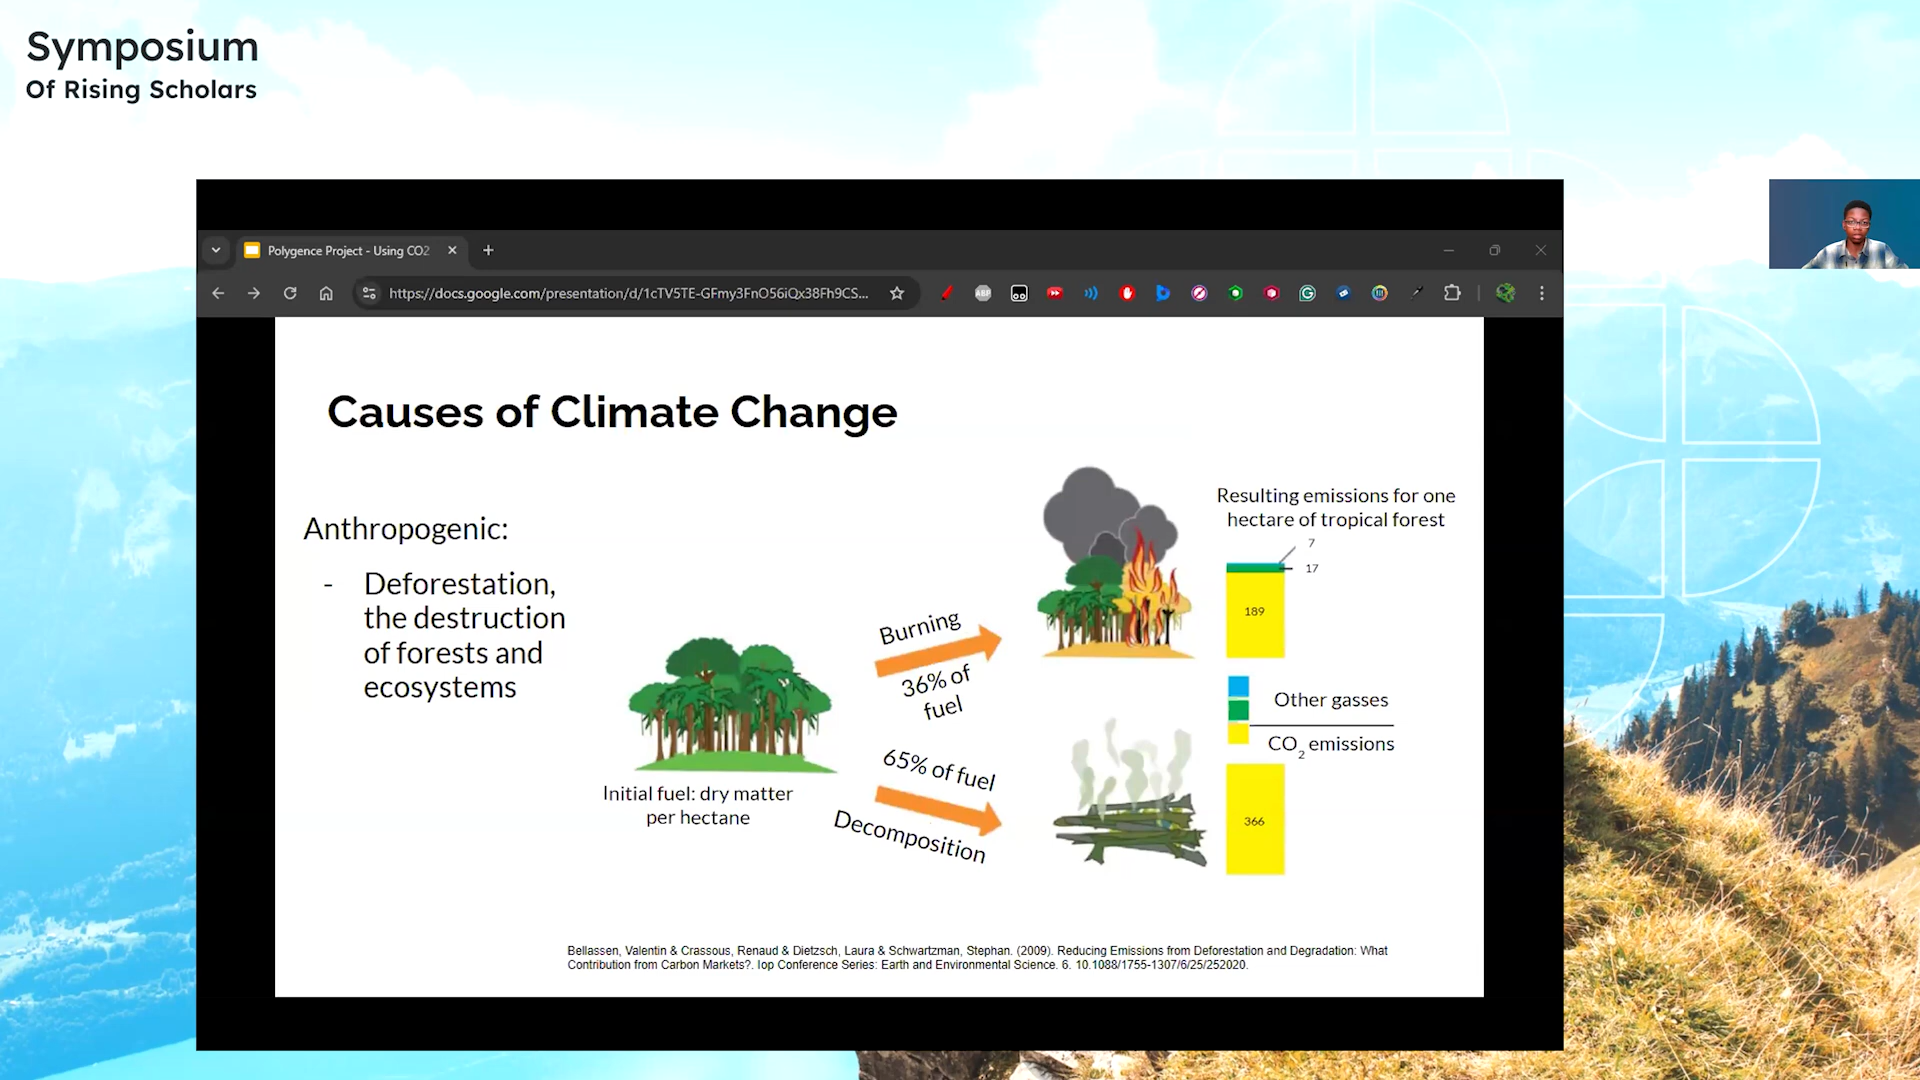 Symposium
Of Rising Scholars
Polygence Project - Using CO2
https://docs.google.com/presentation/d/1cTV5TE-GFmy3FnO56iQx38Fh9CS...
ABP
Causes of Climate Change
Anthropogenic:
- Deforestation,
the destruction
of forests and
ecosystems
Initial fuel: dry matter
per hectane
Burning
36% of
fuel
65% of fuel
Decomposition
Resulting emissions for one
hectare of tropical forest
7
17
189
Other gasses
CO2 emissions
366
Bellassen, Valentin & Crassous, Renaud & Dietzsch, Laura & Schwartzman, Stephan. (2009). Reducing Emissions from Deforestation and Degradation: What
Contribution from Carbon Markets?. Iop Conference Series: Earth and Environmental Science. 6. 10.1088/1755-1307/6/25/252020.